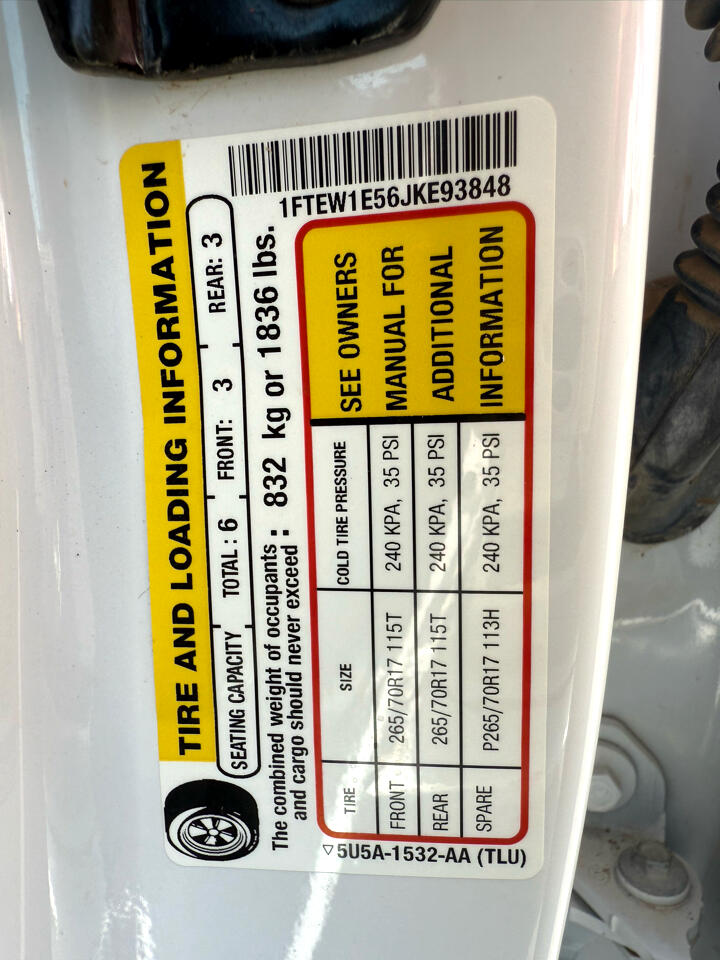 TIRE AND LOADING INFORMATION
SEATING CAPACITY TOTAL : 6 FRONT: 3 REAR: 3
The combined weight of occupants
and cargo should never exceed : 832 kg or 1836 lbs.
TIRE SIZE COLD TIRE PRESSURE
FRONT 265/70R17 115T 240 KPA, 35 PSI
REAR 265/70R17 115T 240 KPA, 35 PSI
SPARE P265/70R17 113H 240 KPA, 35 PSI
SEE OWNERS
MANUAL FOR
ADDITIONAL
INFORMATION
5U5A-1532-AA (TLU)
1FTEW1E56JKE93848